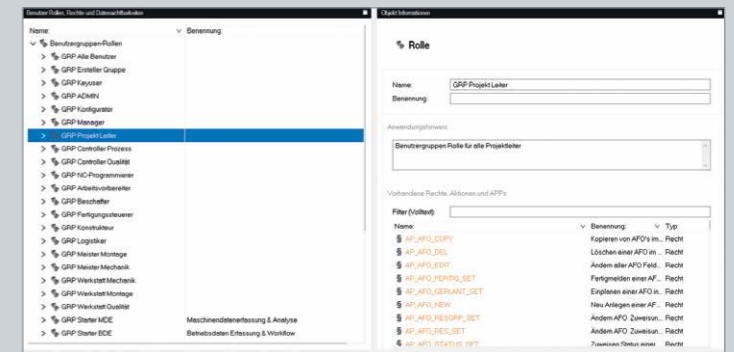 Benutzer Rollen, Rechte und Datensichtbarkeiten
Name:
Benennung:
Benutzergruppen-Rollen
GRP Alle Benutzer
GRP Ersteller Gruppe
GRP Keyuser
GRP ADMIN
GRP Konfigurator
GRP Manager
GRP Projekt Leiter
GRP Controller Prozess
GRP Controller Qualität
GRP NC-Programmierer
GRP Arbeitsvorbereiter
GRP Beschaffer
GRP Fertigungssteuerer
GRP Konstrukteur
GRP Logistiker
GRP Meister Montage
GRP Meister Mechanik
GRP Werkstatt Mechanik
GRP Werkstatt Montage
GRP Werkstatt Qualität
GRP Starter MDE Maschinendatenerfassung & Analyse
GRP Starter BDE Betriebsdaten Erfassung & Workflow
Objekt Informationen
Rolle
Name: GRP Projekt Leiter
Benennung:
Anwendungshinweis
Benutzergruppen Rolle für alle Projektleiter
Vorhandene Rechte, Aktionen und APPs
Filter (Volltext):
Name: Benennung: Typ:
AP_AFO_COPY Kopieren von AFO's im... Recht
AP_AFO_DEL Löschen einer AFO im ... Recht
AP_AFO_EDIT Ändern aller AFO Feld... Recht
AP_AFO_FERTIG_SET Fertigmelden einer AF... Recht
AP_AFO_GEPLANT_SET Einplanen einer AFO in... Recht
AP_AFO_NEW Neu Anlegen einer AF... Recht
AP_AFO_RESGRP_SET Ändern AFO Zuweisun... Recht
AP_AFO_RES_SET Ändern AFO Zuweisun... Recht
AP_AFO_STATUS_SET Zuweisen Status einer... Recht